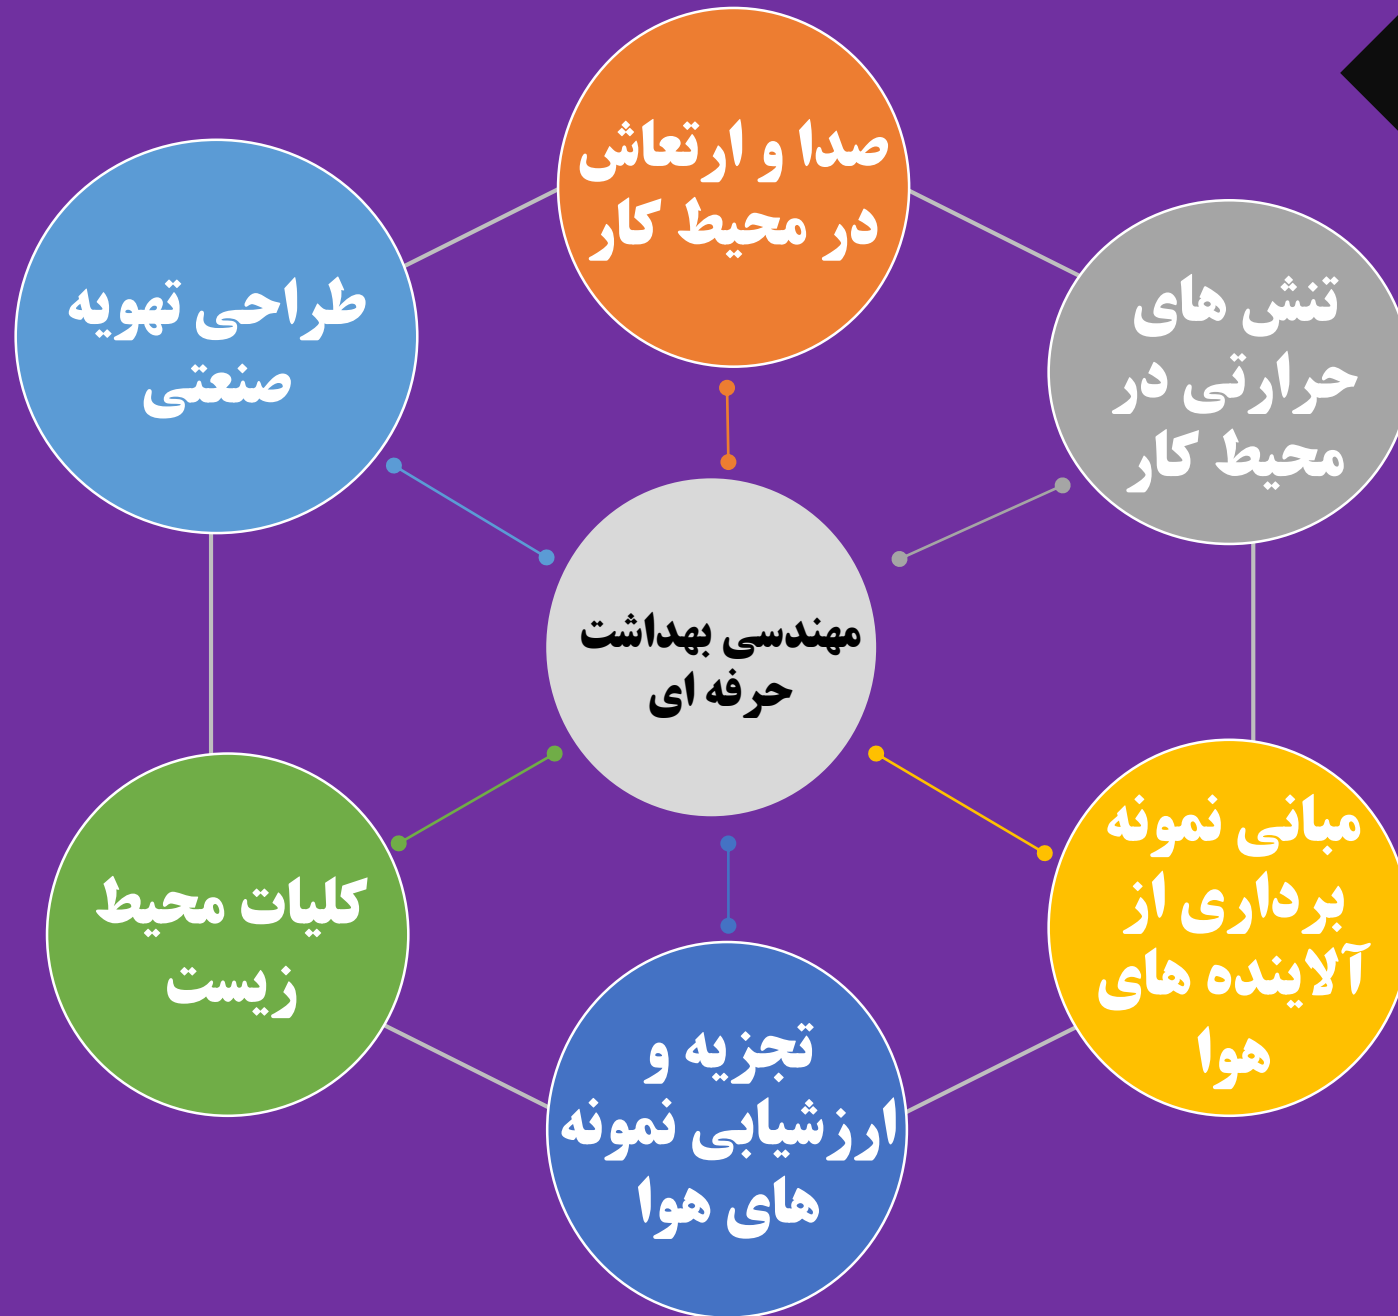 صدا و ارتعاش
در محیط کار
تنش های
حرارتی در
محیط کار
طراحی تهویه
صنعتی
مهندسی بهداشت
حرفه ای
مبانی نمونه
برداری از
آلاینده های
هوا
کلیات محیط
زیست
تجزیه و
ارزشیابی نمونه
های هوا